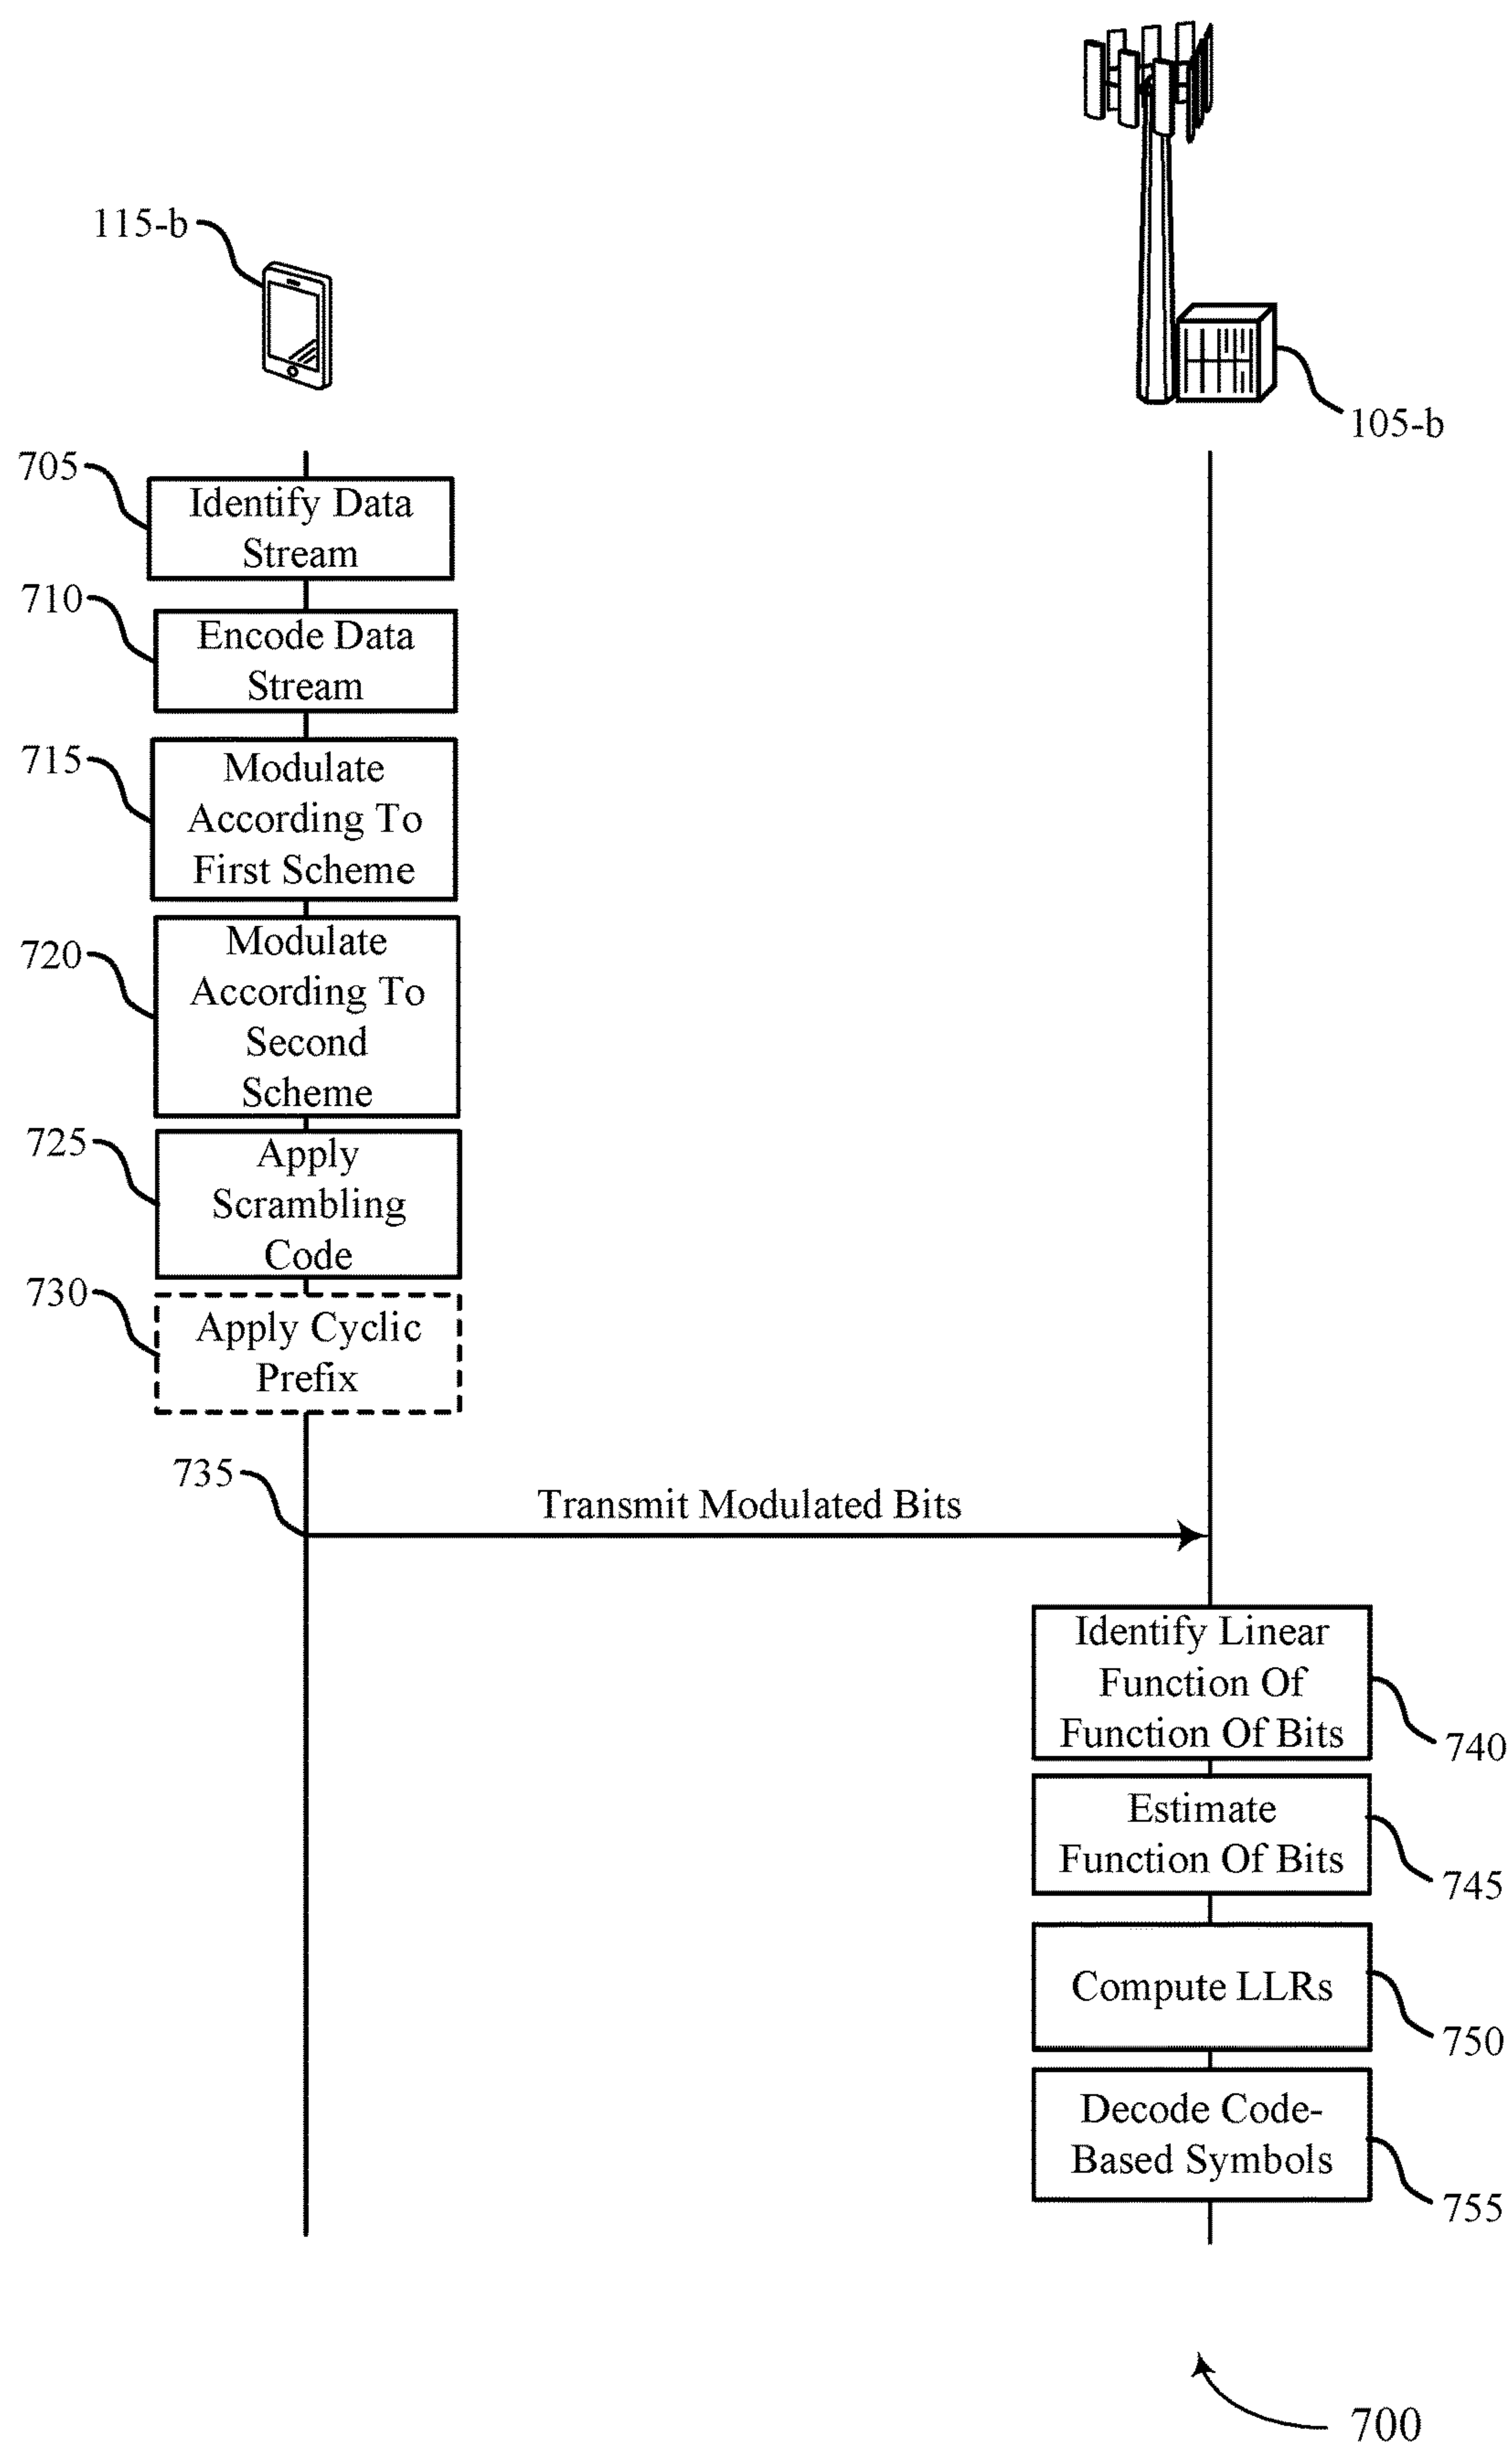 115-b
105-b
705
Identify Data
Stream
710
Encode Data
Stream
715
Modulate
According To
First Scheme
720
Modulate
According To
Second
Scheme
725
Apply
Scrambling
Code
730
Apply Cyclic
Prefix
735
Transmit Modulated Bits
Identify Linear
Function Of
Function Of Bits
740
Estimate
Function Of Bits
745
Compute LLRs
750
Decode Code-
Based Symbols
755
700